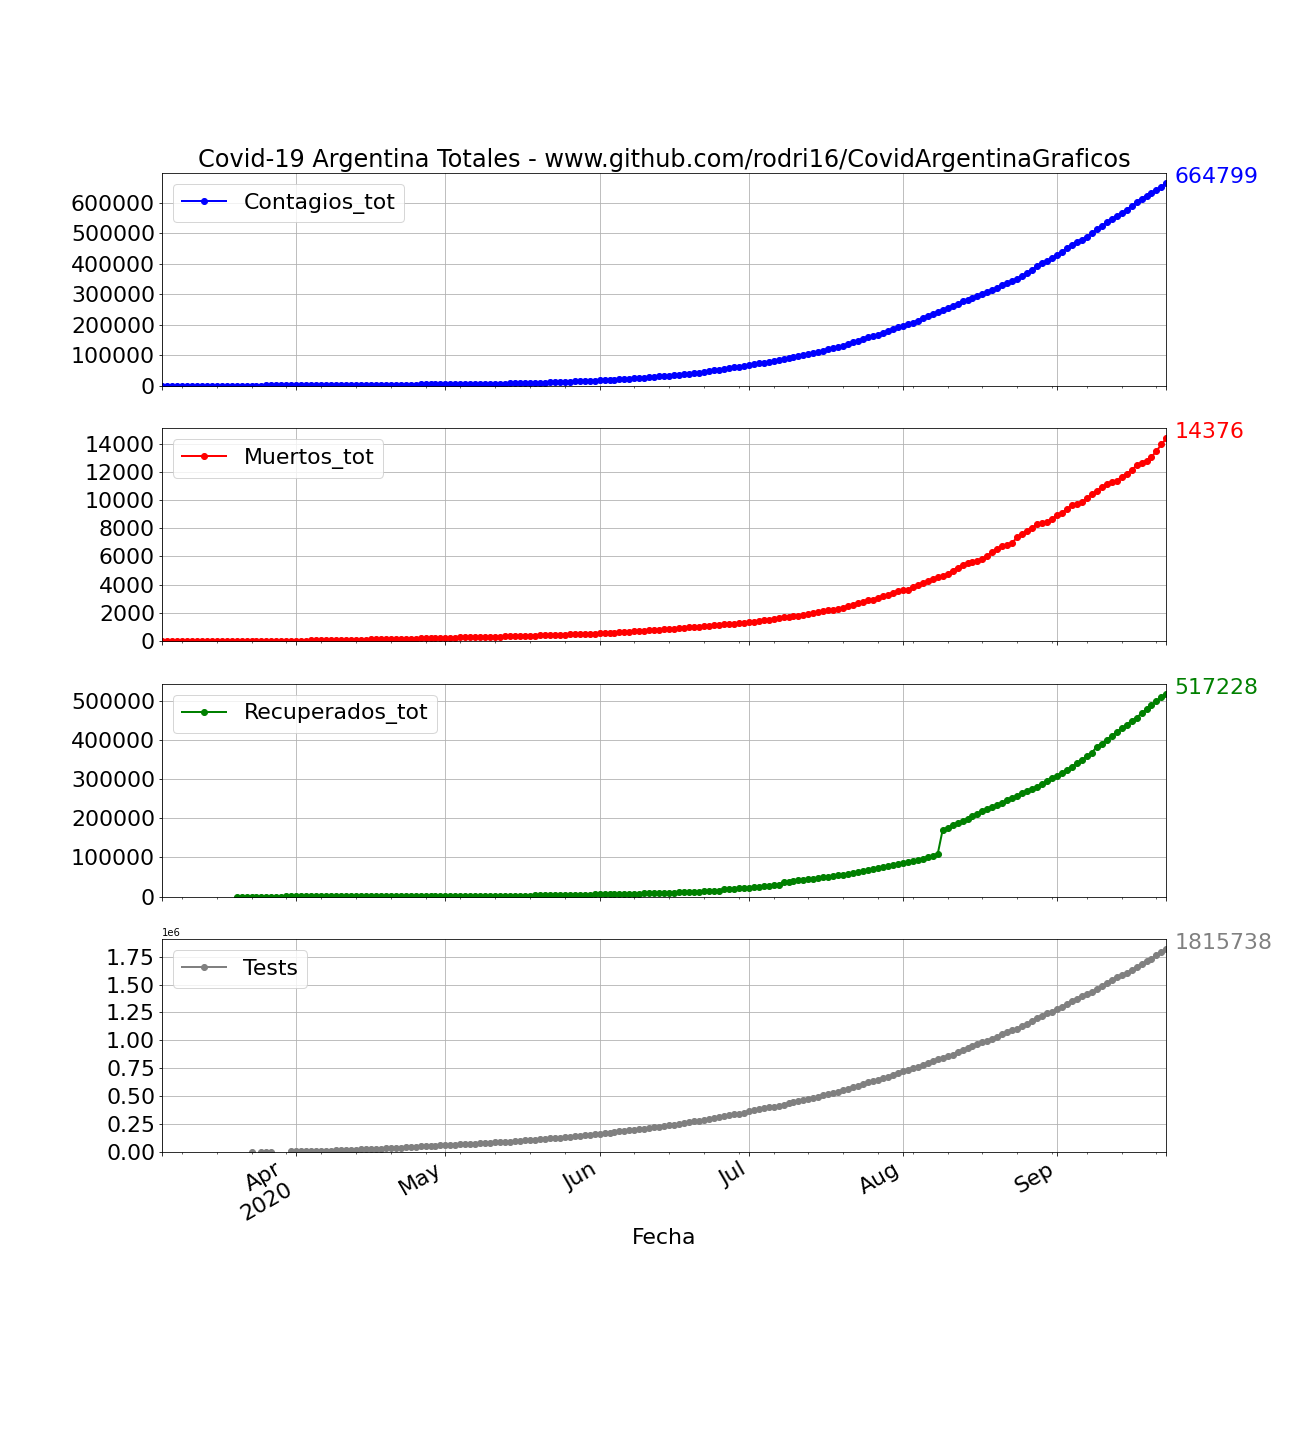 Covid-19 Argentina Totales - www.github.com/rodri16/CovidArgentinaGraficos
664799
Contagios_tot
600000
500000
400000
300000
200000
100000
0
14376
Muertos_tot
14000
12000
10000
8000
6000
4000
2000
0
517228
Recuperados_tot
500000
400000
300000
200000
100000
0
1e6
1815738
Tests
1.75
1.50
1.25
1.00
0.75
0.50
0.25
0.00
Apr
2020
May
Jun
Jul
Aug
Sep
Fecha